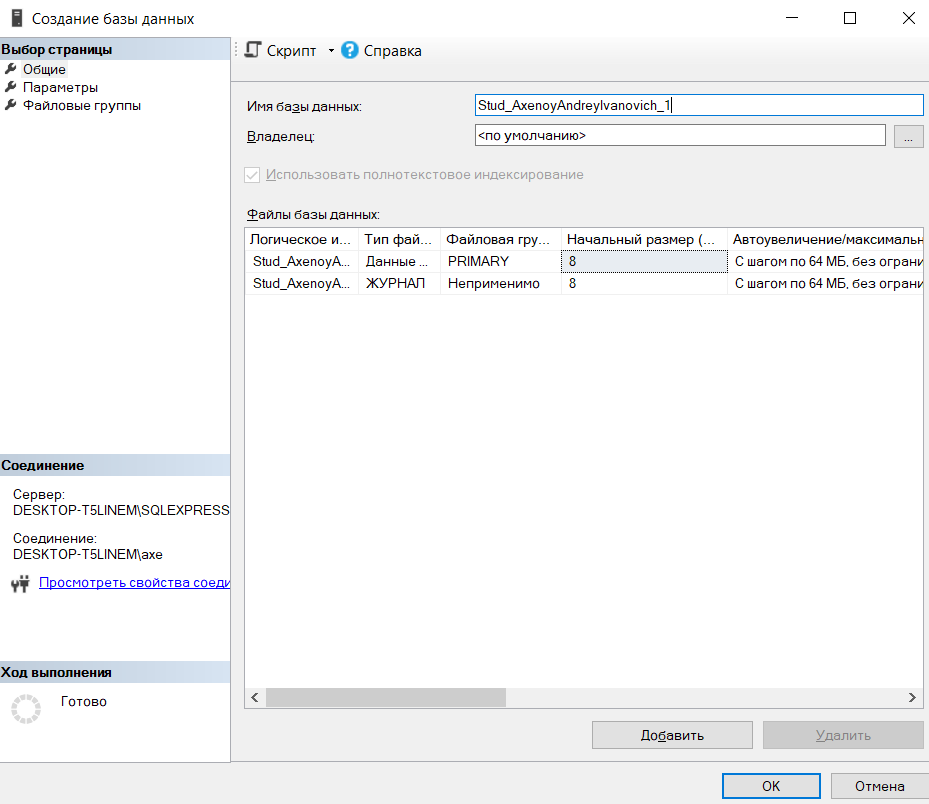 Создание базы данных
Выбор страницы
Общие
Параметры
Файловые группы
Скрипт
Справка
Имя базы данных:
Stud_AxenoyAndreyIvanovich_1
Владелец:
<по умолчанию>
...
Использовать полнотекстовое индексирование
Файлы базы данных:
Логическое и... Тип фай... Файловая гру... Начальный размер (... Автоувеличение/максимальн
Stud_AxenoyA... Данные ... PRIMARY 8 С шагом по 64 МБ, без ограни
Stud_AxenoyA... ЖУРНАЛ Неприменимо 8 С шагом по 64 МБ, без ограни
Соединение
Сервер:
DESKTOP-T5LINEM\SQLEXPRESS
Соединение:
DESKTOP-T5LINEM\axe
Просмотреть свойства соеди
Ход выполнения
Готово
Добавить
Удалить
OK
Отмена